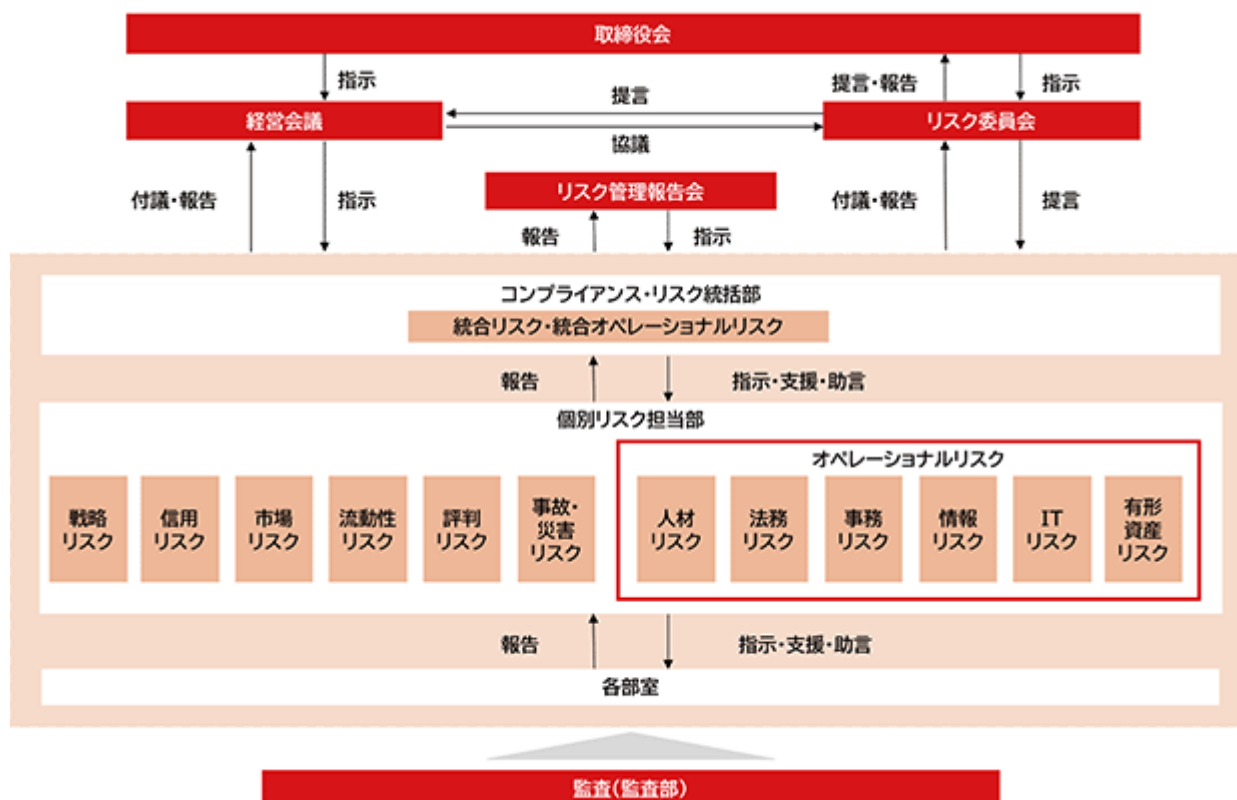 取締役会
指示
提言
提言・報告
指示
経営会議
リスク委員会
協議
付議・報告
指示
リスク管理報告会
付議・報告
提言
報告
指示
コンプライアンス・リスク統括部
統合リスク・統合オペレーショナルリスク
報告
指示・支援・助言
個別リスク担当部
オペレーショナルリスク
戦略
リスク
信用
リスク
市場
リスク
流動性
リスク
評判
リスク
事故・
災害
リスク
人材
リスク
法務
リスク
事務
リスク
情報
リスク
IT
リスク
有形
資産
リスク
報告
指示・支援・助言
各部室
監査(監査部)